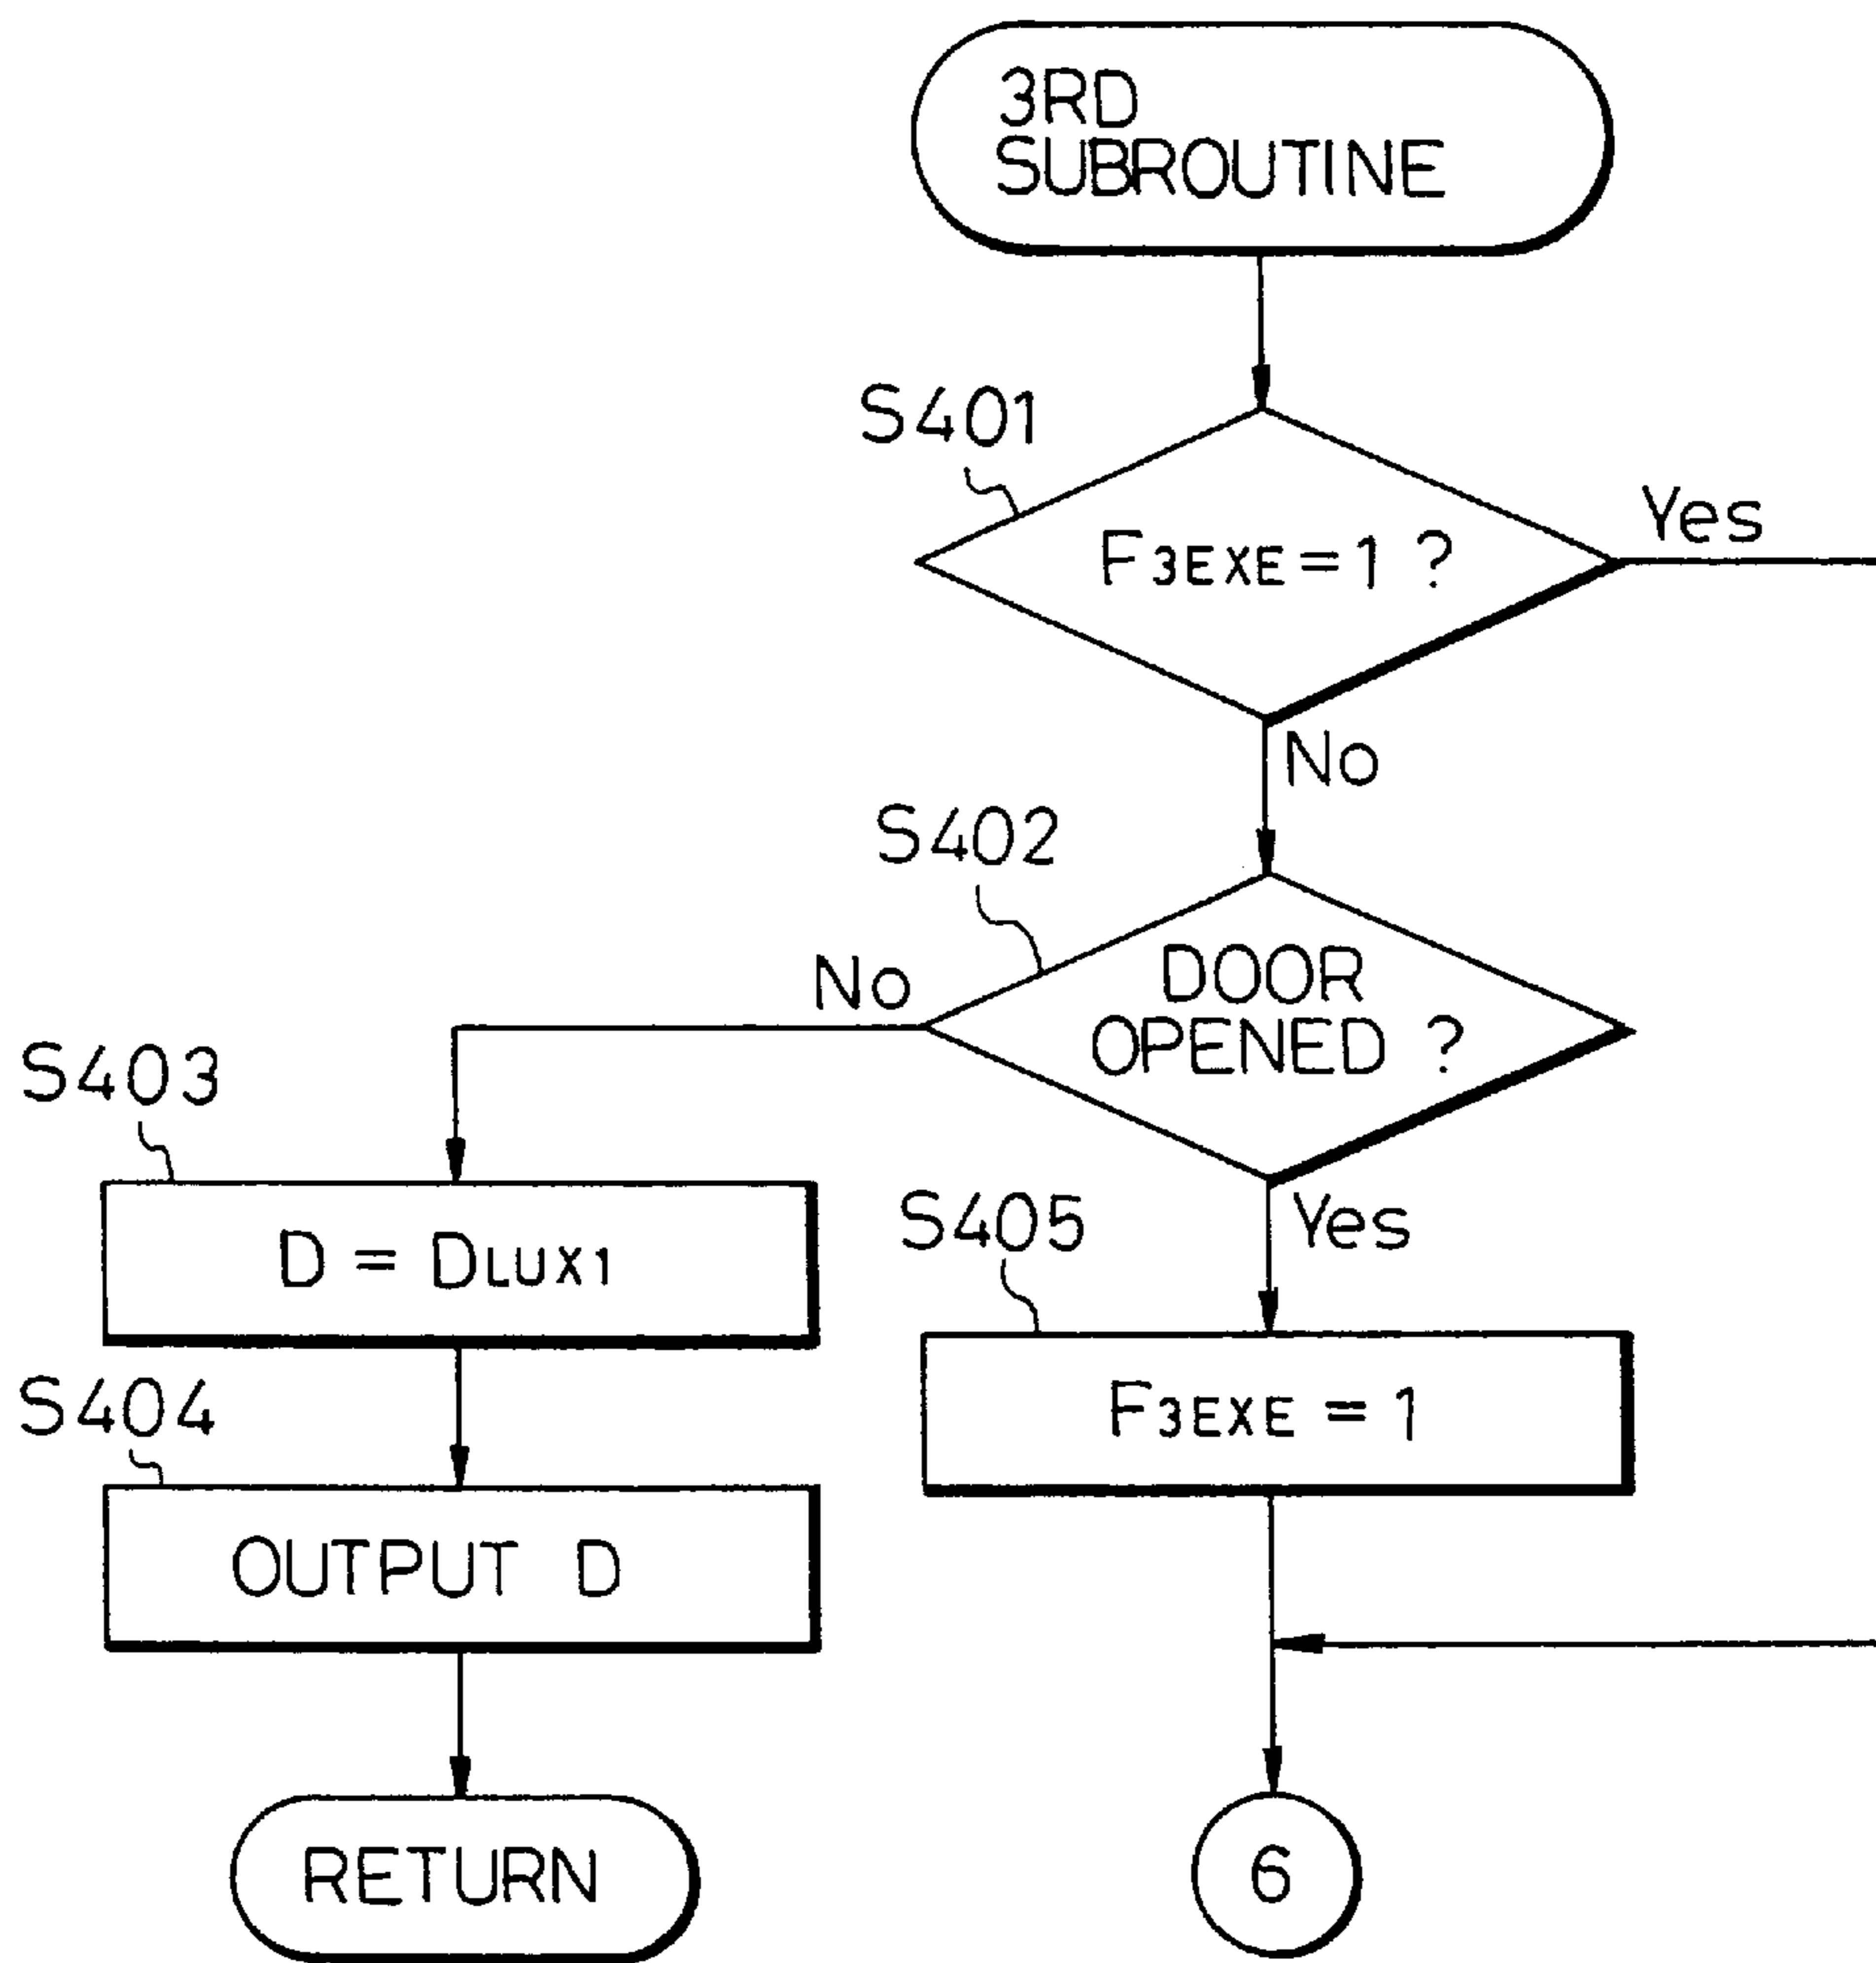 3RD
SUBROUTINE
S401
F3EXE=1 ?
Yes
No
S402
DOOR
OPENED ?
No
S403
D = DLUX1
S405
Yes
F3EXE = 1
S404
OUTPUT D
RETURN
6